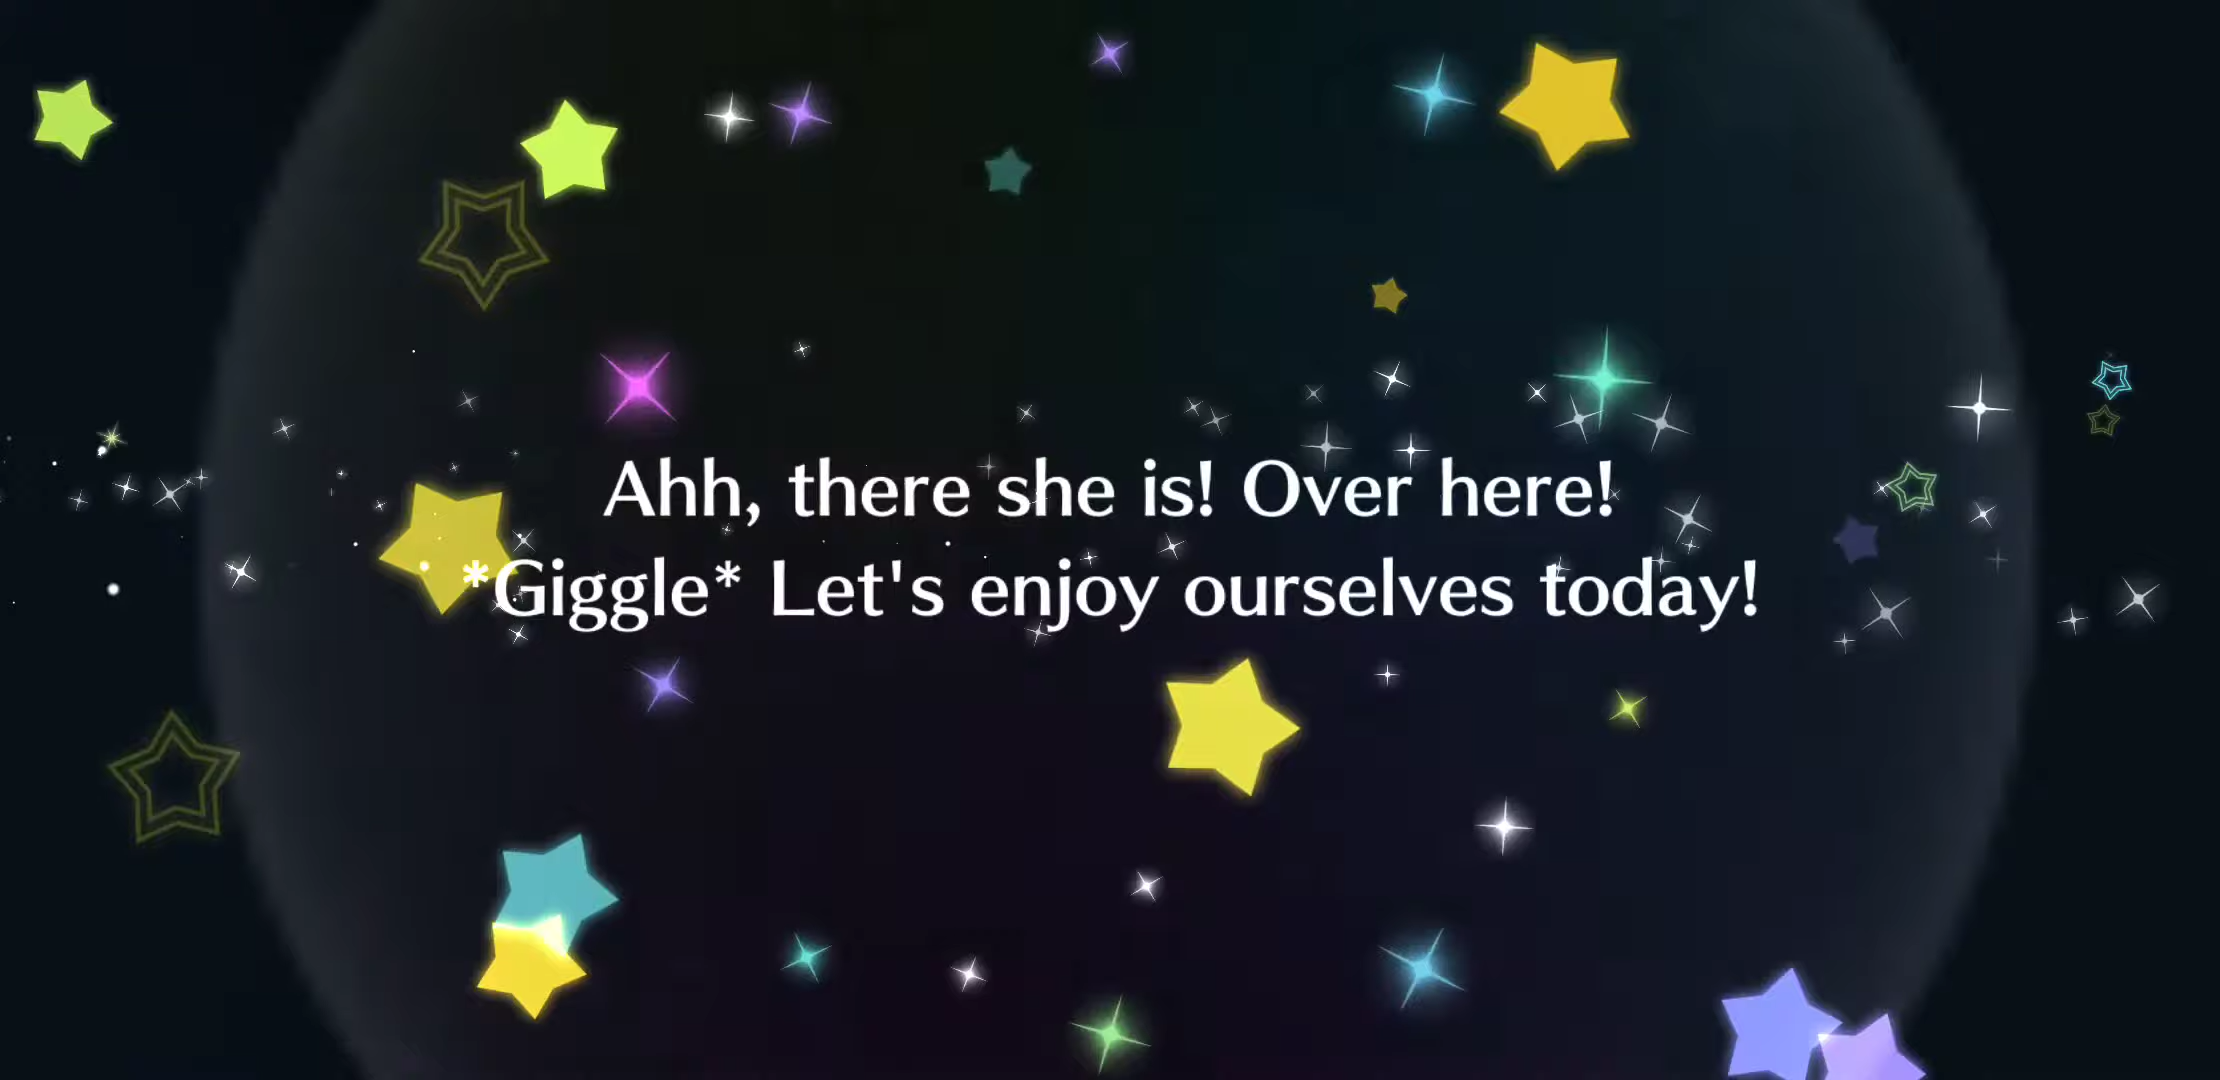 Ahh, there she is! Over here!
*Giggle* Let's enjoy ourselves today!